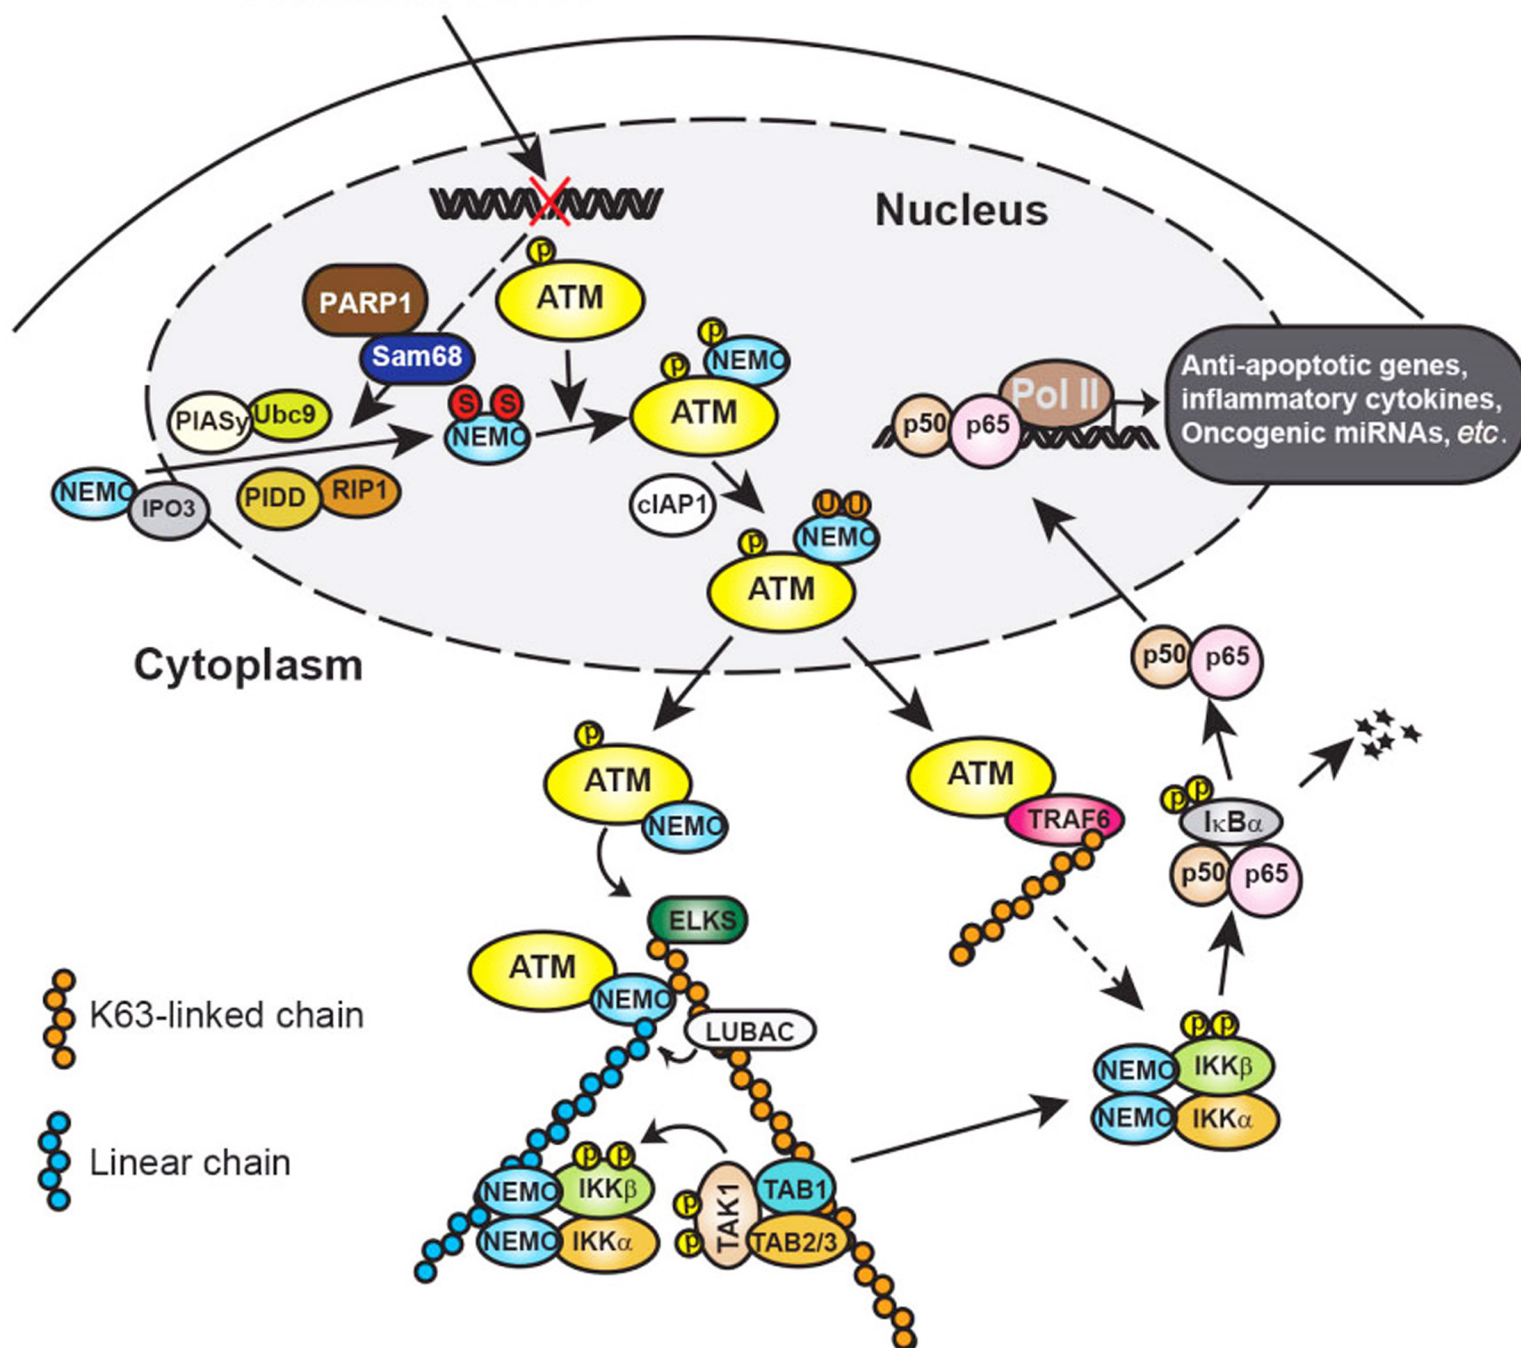 Nucleus
P
ATM
PARP1
Sam68
P
NEMO
P
ATM
S S
NEMO
PIASy
Ubc9
NEMO
IPO3
PIDD
RIP1
cIAP1
U U
NEMO
P
ATM
p50
p65
Pol II
Anti-apoptotic genes,
inflammatory cytokines,
Oncogenic miRNAs, etc.
Cytoplasm
p50
p65
P
ATM
NEMO
ATM
TRAF6
P P
IκBα
p50
p65
ELKS
ATM
NEMO
LUBAC
K63-linked chain
Linear chain
P P
NEMO
IKKβ
NEMO
IKKα
P P
NEMO
IKKβ
NEMO
IKKα
P
P
TAK1
TAB1
TAB2/3